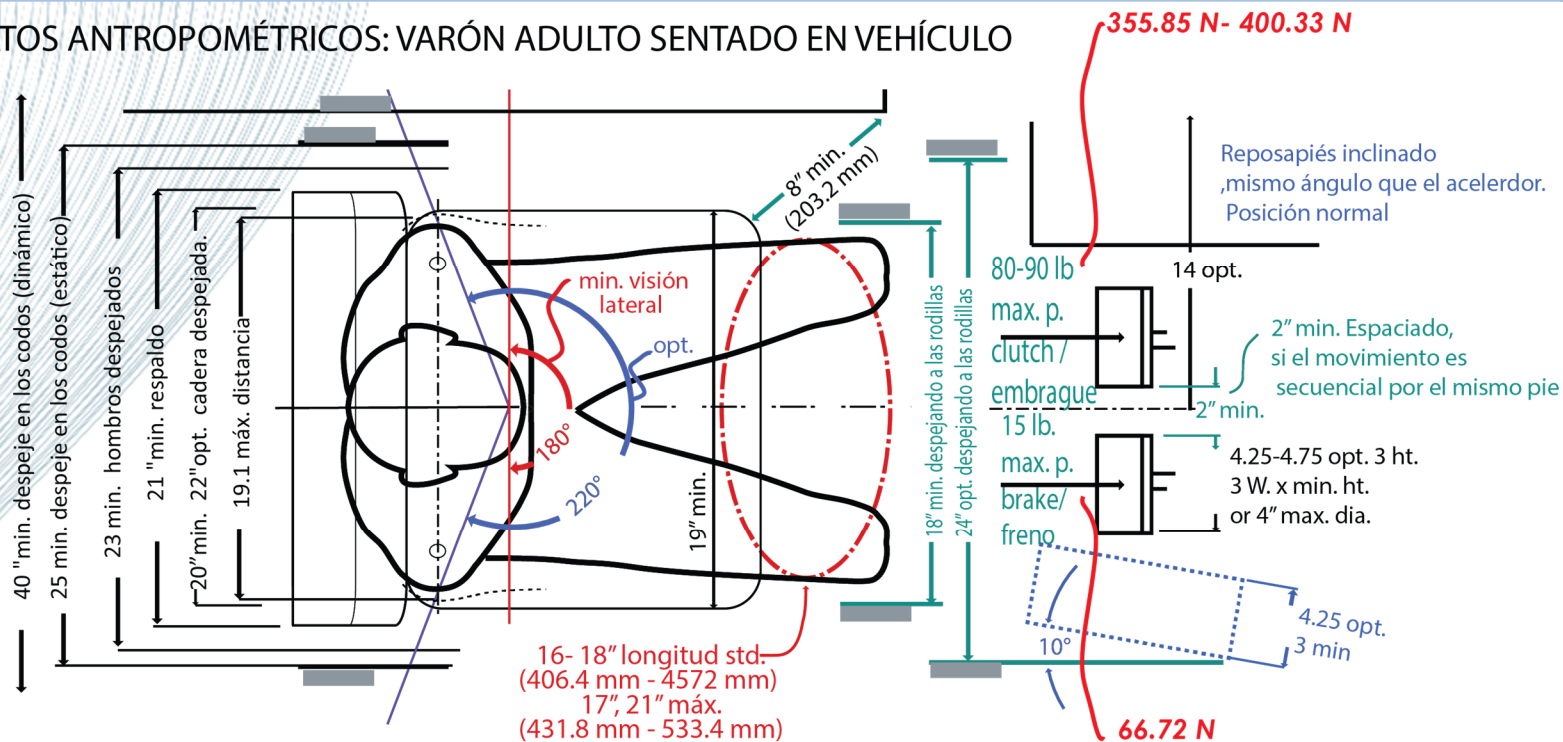 TOS ANTROPOMÉTRICOS: VARÓN ADULTO SENTADO EN VEHÍCULO
355.85 N- 400.33 N
40 "min. despeje en los codos (dinámico)
25 min. despeje en los codos (estático)
23 min. hombros despejados
21 "min. respaldo
20"min. 22"opt. cadera despejada.
19.1 máx. distancia
min. visión
lateral
opt.
180°
220°
19" min.
8" min.
(203.2 mm)
16- 18" longitud std.
(406.4 mm - 4572 mm)
17", 21" máx.
(431.8 mm - 533.4 mm)
18" min. despejando a las rodillas
24" opt. despejando a las rodillas
80-90 lb
max. p.
clutch /
embrague
15 lb.
max. p.
brake/
freno
Reposapiés inclinado
,mismo ángulo que el acelerdor.
Posición normal
14 opt.
2" min. Espaciado,
si el movimiento es
secuencial por el mismo pie
2" min.
4.25-4.75 opt. 3 ht.
3 W. x min. ht.
or 4" max. dia.
10°
4.25 opt.
3 min
66.72 N